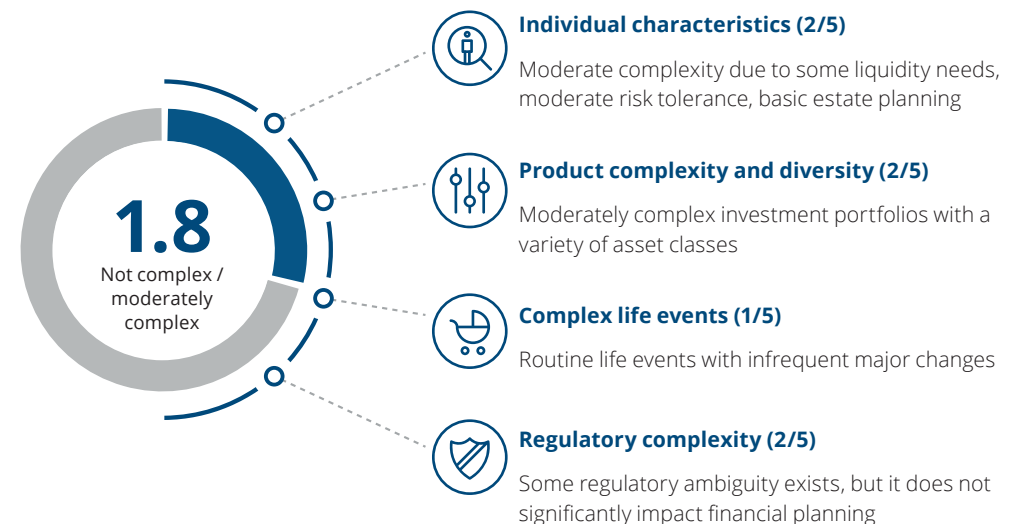 1.8
Not complex /
moderately
complex
Individual characteristics (2/5)
Moderate complexity due to some liquidity needs,
moderate risk tolerance, basic estate planning
Product complexity and diversity (2/5)
Moderately complex investment portfolios with a
variety of asset classes
Complex life events (1/5)
Routine life events with infrequent major changes
Regulatory complexity (2/5)
Some regulatory ambiguity exists, but it does not
significantly impact financial planning